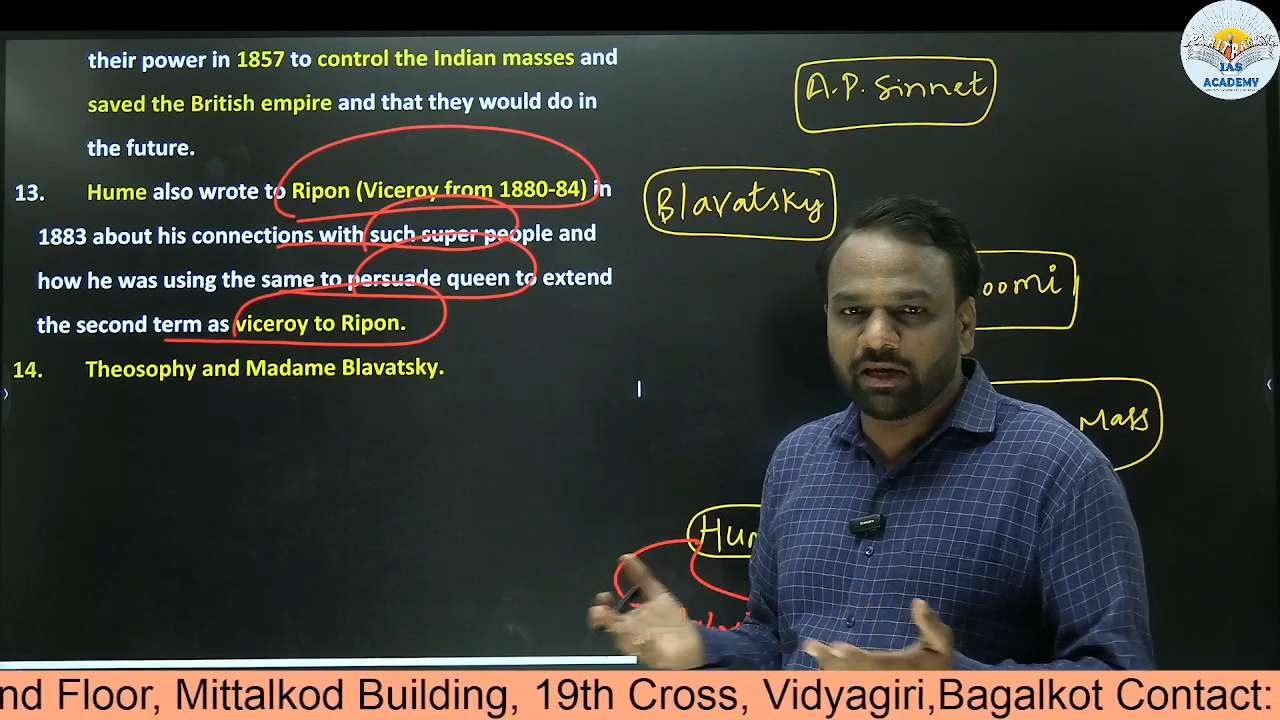 their power in 1857 to control the Indian masses and
saved the British empire and that they would do in
the future.
13. Hume also wrote to Ripon (Viceroy from 1880-84) in
1883 about his connections with such super people and
how he was using the same to persuade queen to extend
the second term as viceroy to Ripon.
14. Theosophy and Madame Blavatsky.
A.P. Sinnet
Blavatsky
oomi
Mass
Hum
IAS
ACADEMY
nd Floor, Mittalkod Building, 19th Cross, Vidyagiri,Bagalkot Contact: